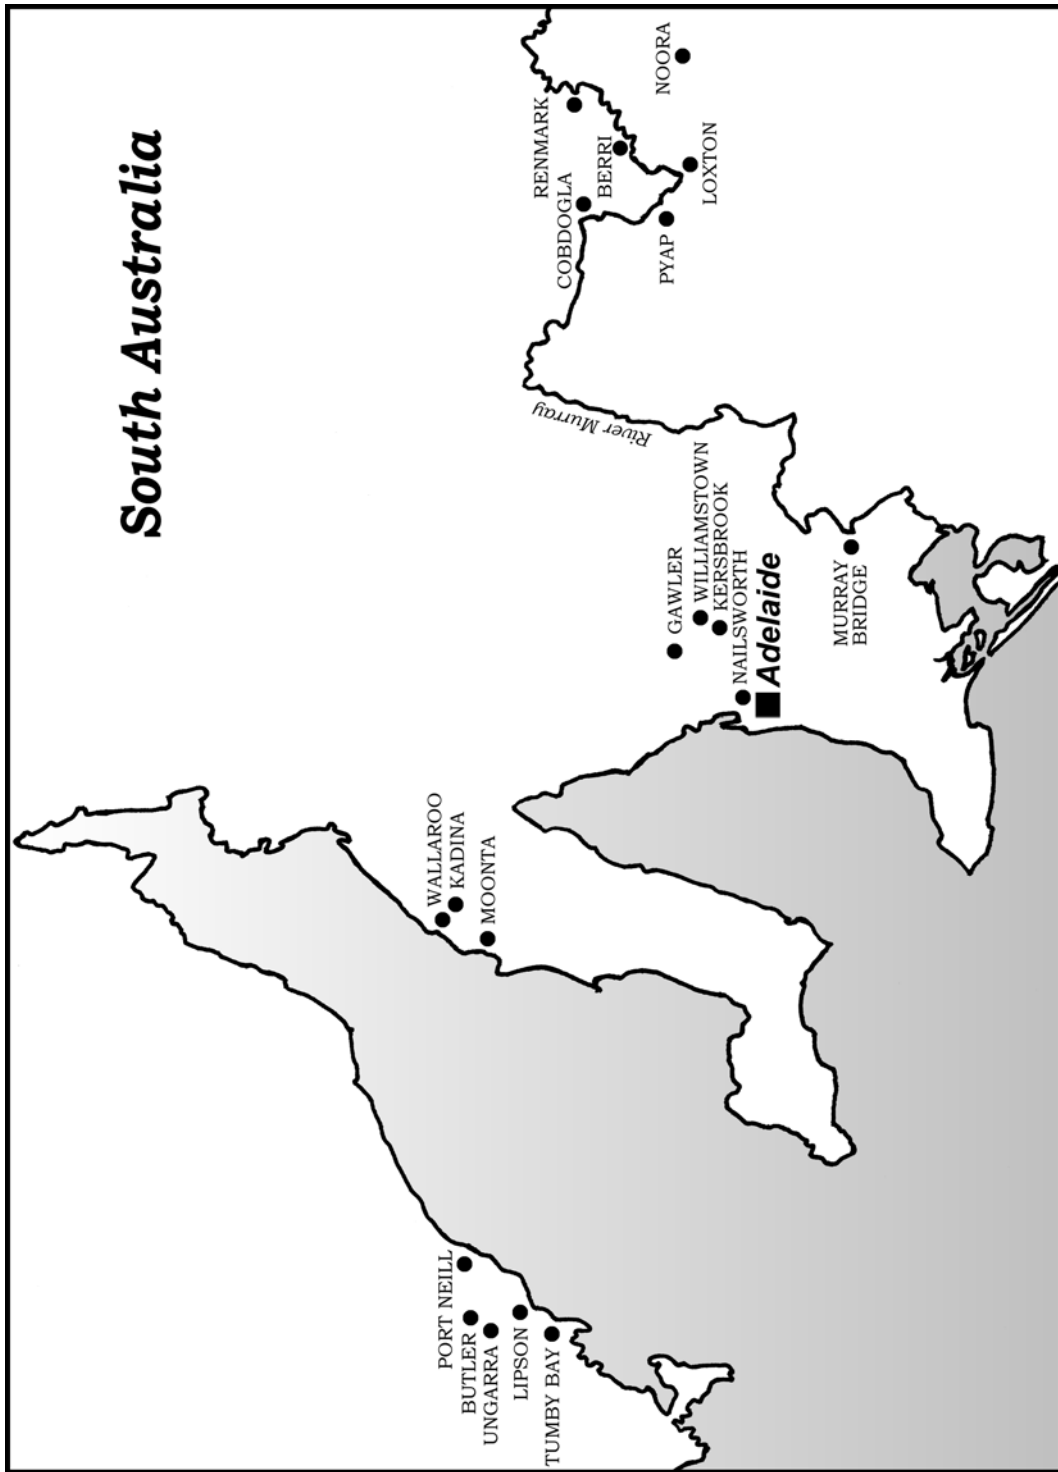 South Australia
PORT NEILL
BUTLER
UNGARRA
LIPSON
TUMBY BAY
WALLAROO
KADINA
MOONTA
GAWLER
WILLIAMSTOWN
KERSBROOK
NAILSWORTH
Adelaide
MURRAY
BRIDGE
River Murray
RENMARK
COBDOGLA
BERRI
PYAP
LOXTON
NOORA